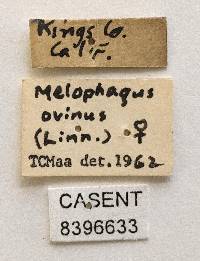 Kings Co.
Calif.
Melophagus
ovinus
(Linn.) ♀
TCMaa det. 1962
CASENT
8396633